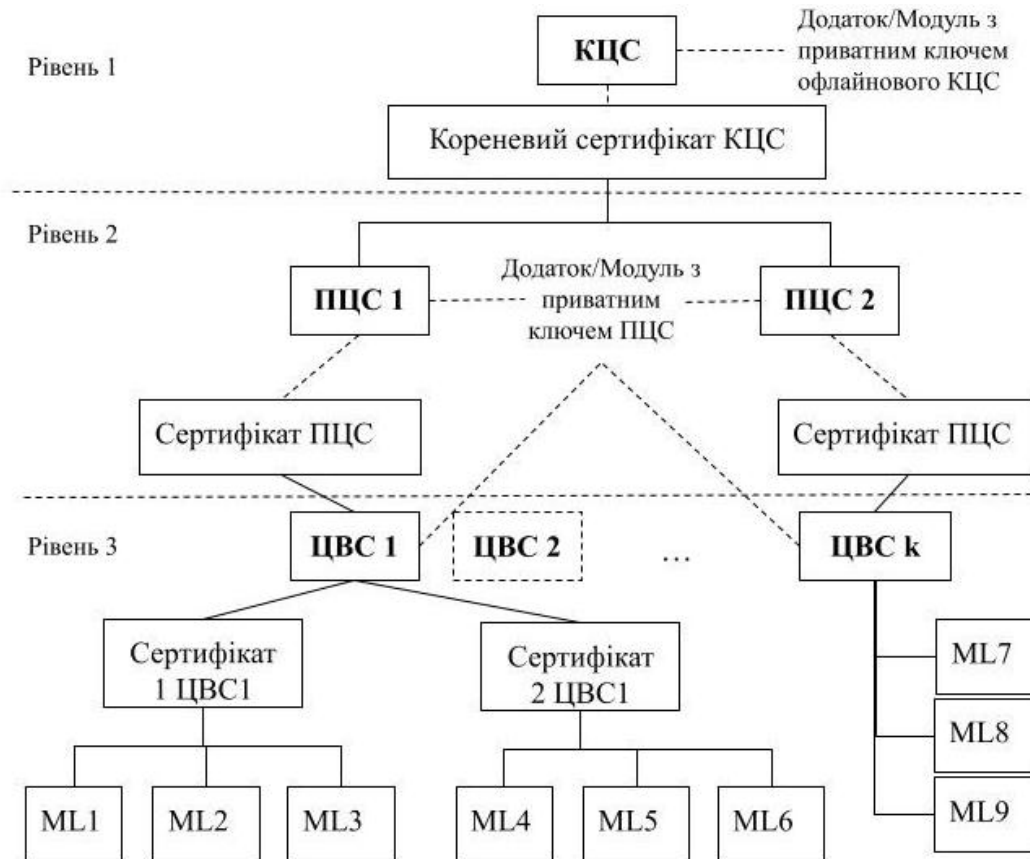 Рівень 1
КЦС
Додаток/Модуль з
приватним ключем
офлайнового КЦС
Кореневий сертифікат КЦС
Рівень 2
ПЦС 1
Додаток/Модуль з
приватним
ключем ПЦС
ПЦС 2
Сертифікат ПЦС
Сертифікат ПЦС
Рівень 3
ЦВС 1
ЦВС 2
...
ЦВС k
Сертифікат
1 ЦВС1
Сертифікат
2 ЦВС1
ML7
ML8
ML9
ML1
ML2
ML3
ML4
ML5
ML6